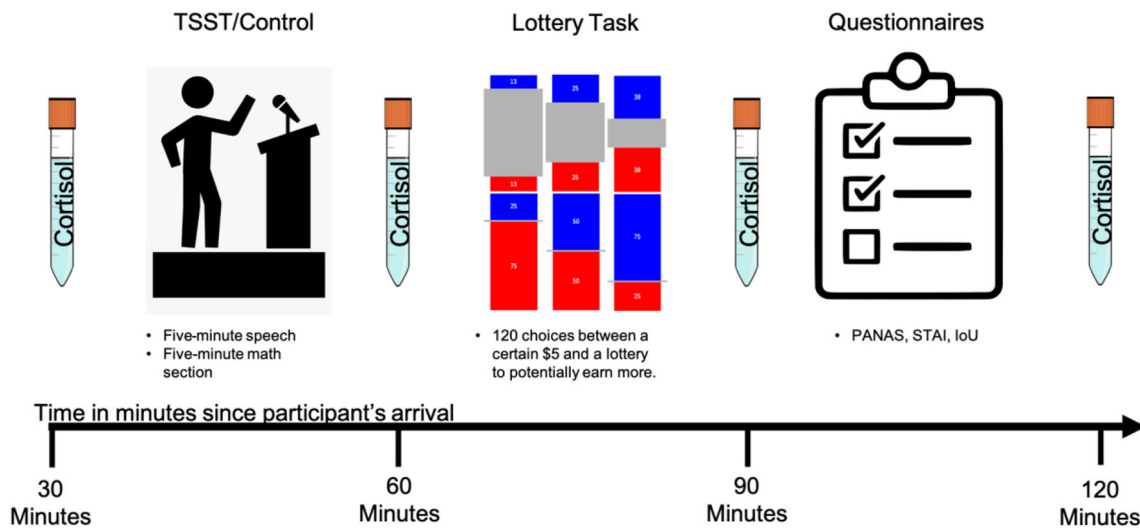 TSST/Control
Lottery Task
Questionnaires
Cortisol
Cortisol
13
25
38
13
25
38
25
50
75
75
50
25
Cortisol
Cortisol
• Five-minute speech
• Five-minute math
section
• 120 choices between a
certain $5 and a lottery
to potentially earn more.
• PANAS, STAI, IoU
Time in minutes since participant's arrival
30
Minutes
60
Minutes
90
Minutes
120
Minutes